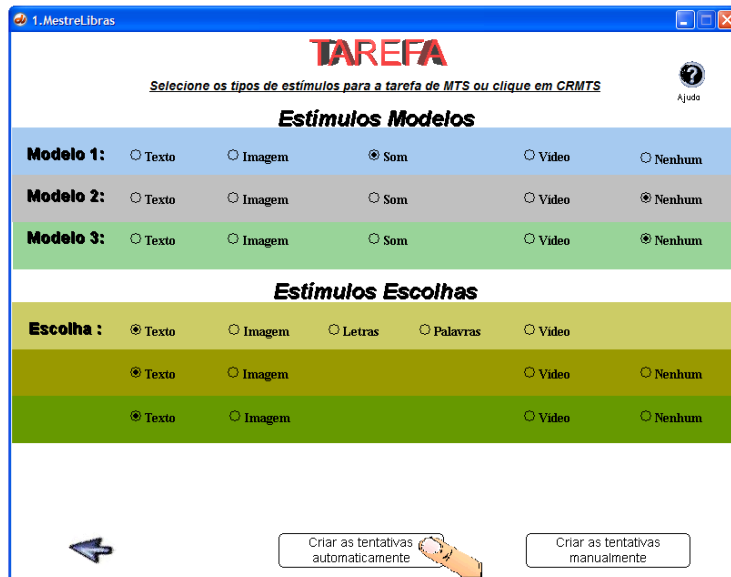 1.MestreLibras
TAREFA
Selecione os tipos de estímulos para a tarefa de MTS ou clique em CRMTS
Ajuda
Estímulos Modelos
Modelo 1: Texto Imagem Som Vídeo Nenhum
Modelo 2: Texto Imagem Som Vídeo Nenhum
Modelo 3: Texto Imagem Som Vídeo Nenhum
Estímulos Escolhas
Escolha : Texto Imagem Letras Palavras Vídeo
Texto Imagem Vídeo Nenhum
Texto Imagem Vídeo Nenhum
Criar as tentativas
automaticamente
Criar as tentativas
manualmente